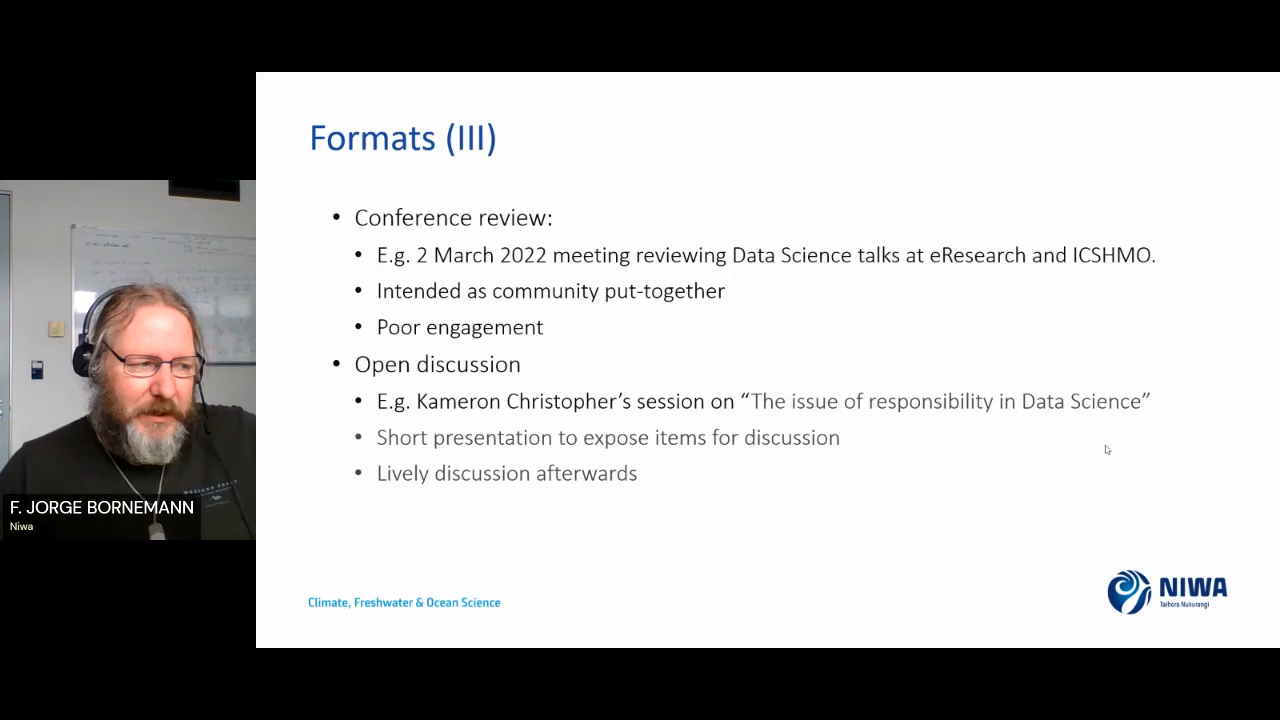 Formats (III)
• Conference review:
• E.g. 2 March 2022 meeting reviewing Data Science talks at eResearch and ICSHMO.
• Intended as community put-together
• Poor engagement
• Open discussion
• E.g. Kameron Christopher’s session on “The issue of responsibility in Data Science”
• Short presentation to expose items for discussion
• Lively discussion afterwards
F. JORGE BORNEMANN
Niwa
Climate, Freshwater & Ocean Science
NIWA
Taihoro Nukurangi